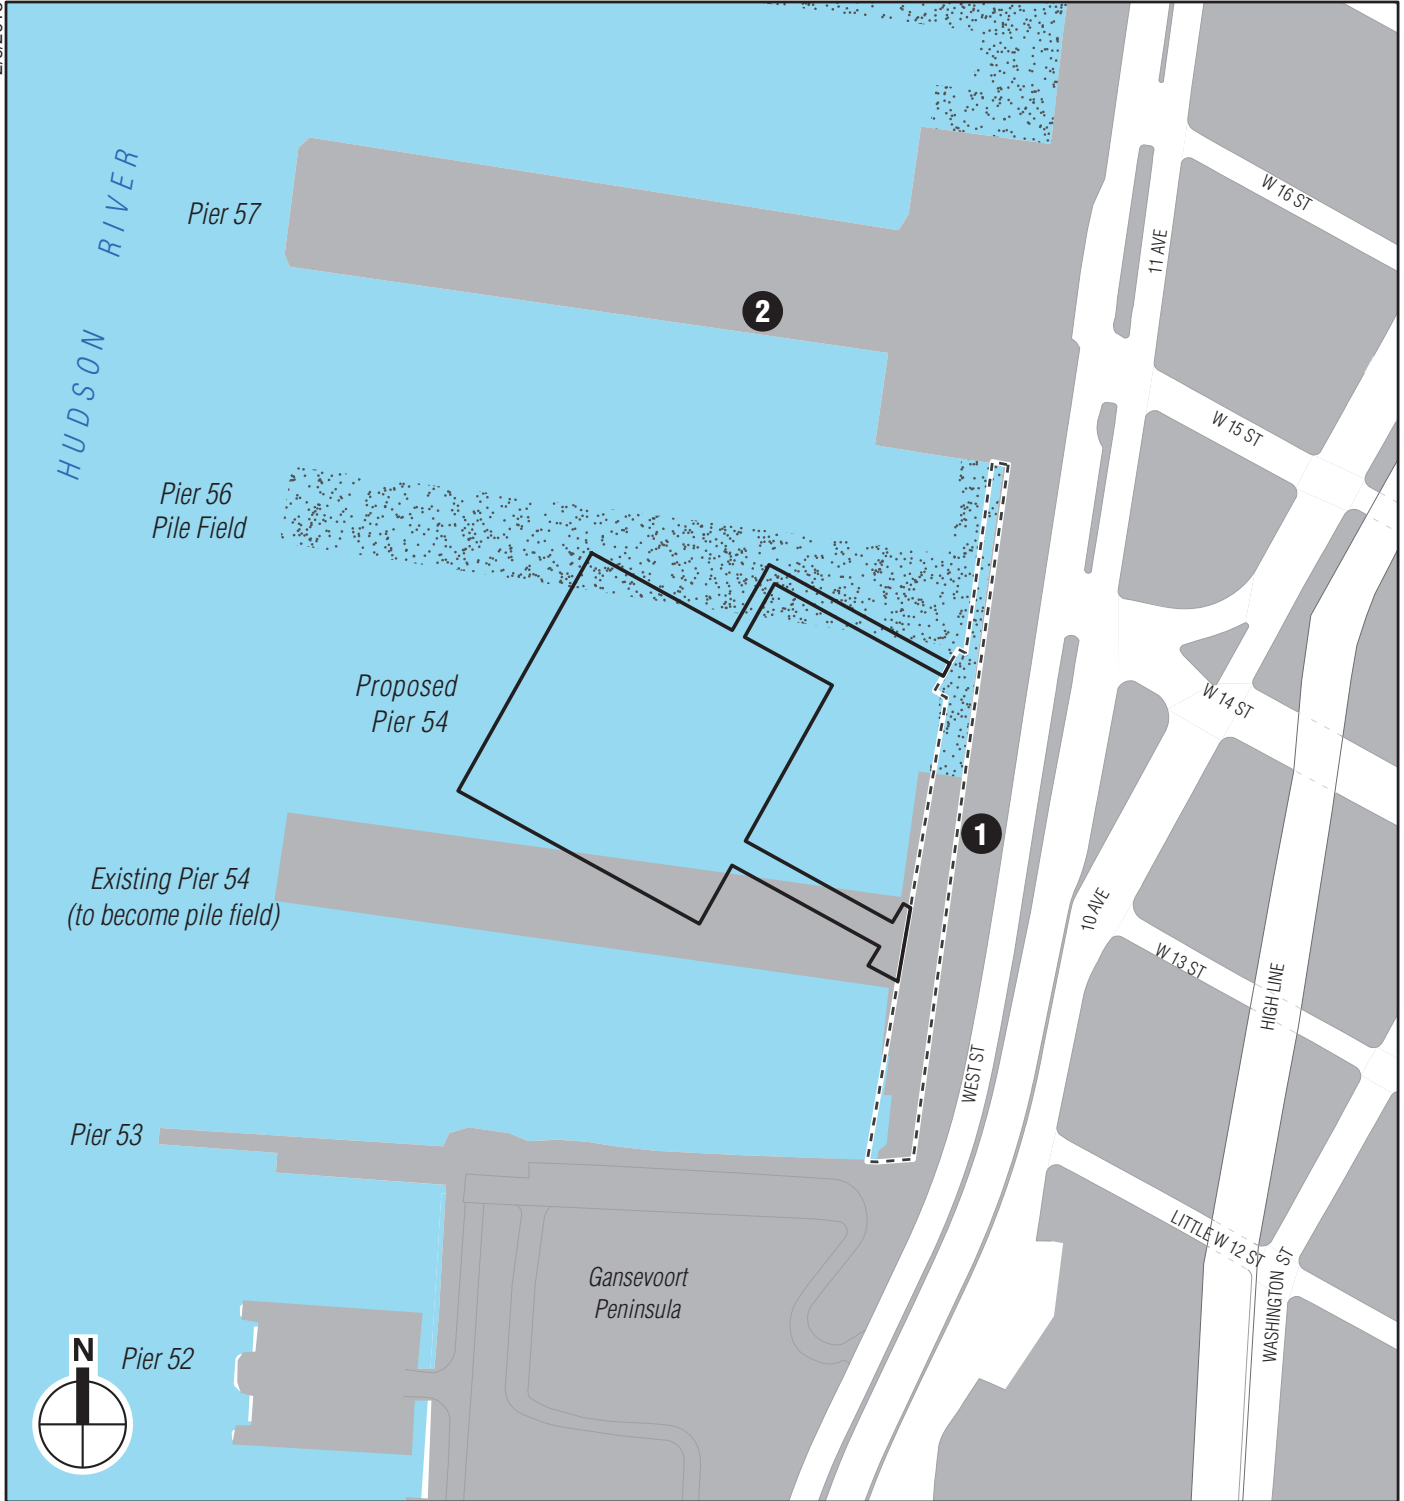 W 16 ST
HUDSON RIVER
Pier 57
11 AVE
2
W 15 ST
Pier 56
Pile Field
Proposed
Pier 54
W 14 ST
1
Existing Pier 54
(to become pile field)
10 AVE
W 13 ST
HIGH LINE
WEST ST
Pier 53
LITTLE W 12 ST
Gansevoort
Peninsula
WASHINGTON ST
N
Pier 52